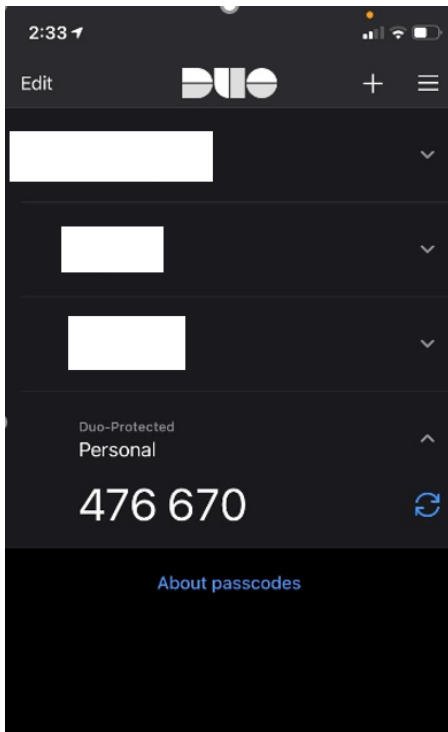 2:33
Edit DUO +
Duo-Protected
Personal
476 670
About passcodes